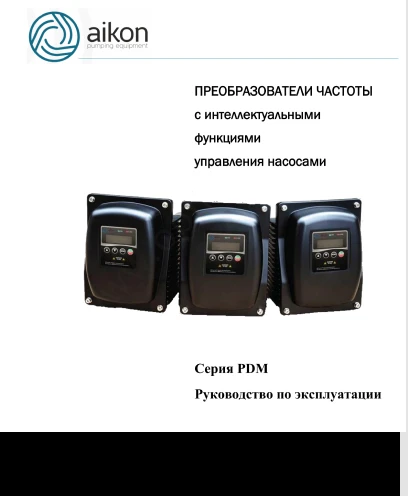 aikon
pumping equipment
ПРЕОБРАЗОВАТЕЛИ ЧАСТОТЫ
с интеллектуальными
функциями
управления насосами
Серия PDM
Руководство по эксплуатации